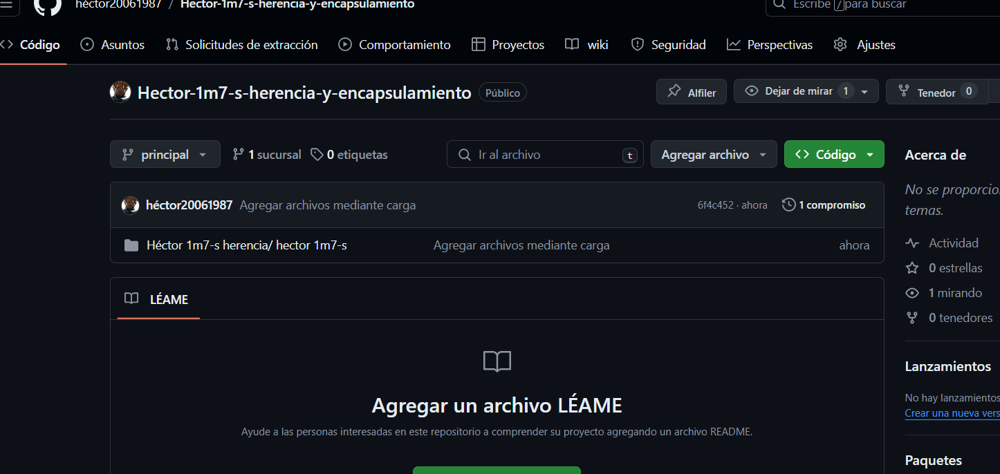 héctor20061987 / Hector-1m7-s-herencia-y-encapsulamiento
Escribe / para buscar
Código Asuntos Solicitudes de extracción Comportamiento Proyectos wiki Seguridad Perspectivas Ajustes
Hector-1m7-s-herencia-y-encapsulamiento Público
Alfiler Dejar de mirar 1 Tenedor 0
principal 1 sucursal 0 etiquetas Ir al archivo t Agregar archivo Código
Acerca de
No se proporcion
temas.
héctor20061987 Agregar archivos mediante carga 6f4c452 · ahora 1 compromiso
Héctor 1m7-s herencia/ hector 1m7-s Agregar archivos mediante carga ahora
Actividad
0 estrellas
1 mirando
0 tenedores
LÉAME
Agregar un archivo LÉAME
Ayude a las personas interesadas en este repositorio a comprender su proyecto agregando un archivo README.
Lanzamientos
No hay lanzamientos
Crear una nueva vers
Paquetes